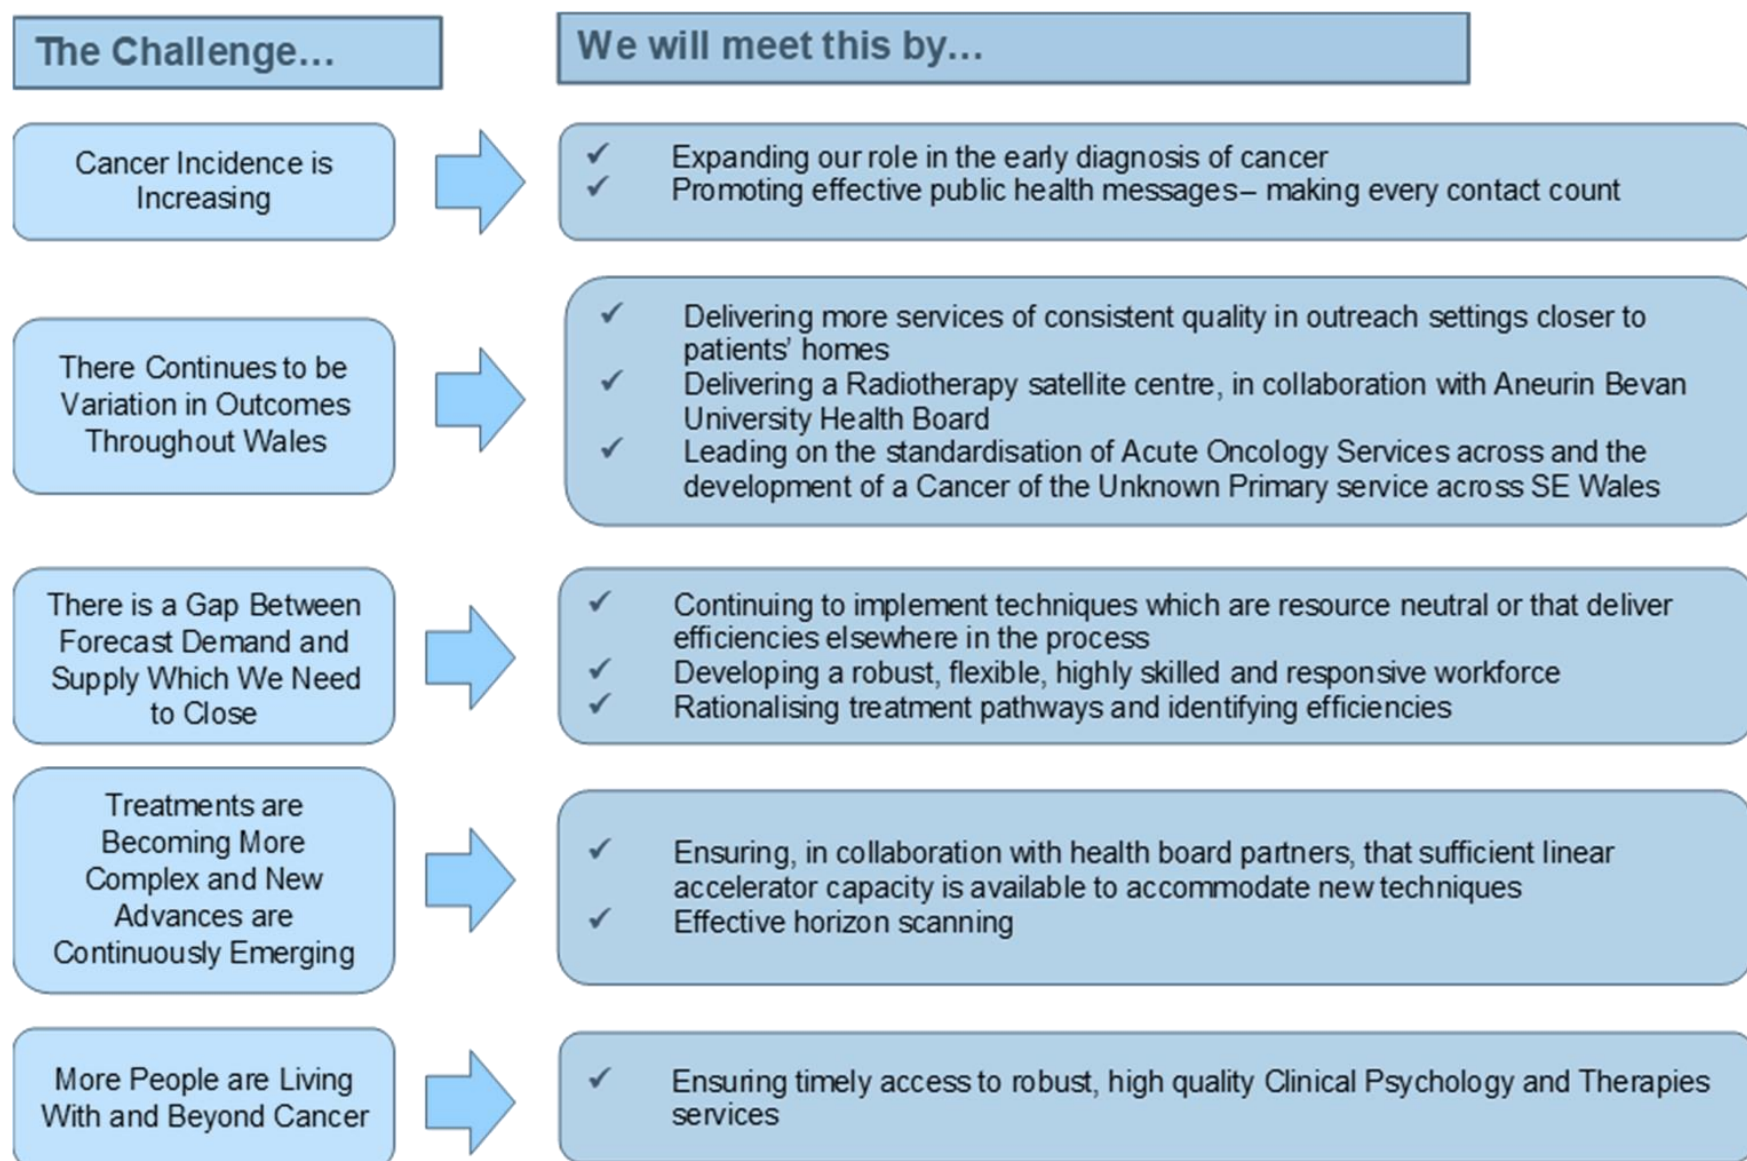 The Challenge...
We will meet this by...
Cancer Incidence is
Increasing
✓ Expanding our role in the early diagnosis of cancer
✓ Promoting effective public health messages– making every contact count
There Continues to be
Variation in Outcomes
Throughout Wales
✓ Delivering more services of consistent quality in outreach settings closer to
patients’ homes
✓ Delivering a Radiotherapy satellite centre, in collaboration with Aneurin Bevan
University Health Board
✓ Leading on the standardisation of Acute Oncology Services across and the
development of a Cancer of the Unknown Primary service across SE Wales
There is a Gap Between
Forecast Demand and
Supply Which We Need
to Close
✓ Continuing to implement techniques which are resource neutral or that deliver
efficiencies elsewhere in the process
✓ Developing a robust, flexible, highly skilled and responsive workforce
✓ Rationalising treatment pathways and identifying efficiencies
Treatments are
Becoming More
Complex and New
Advances are
Continuously Emerging
✓ Ensuring, in collaboration with health board partners, that sufficient linear
accelerator capacity is available to accommodate new techniques
✓ Effective horizon scanning
More People are Living
With and Beyond Cancer
✓ Ensuring timely access to robust, high quality Clinical Psychology and Therapies
services